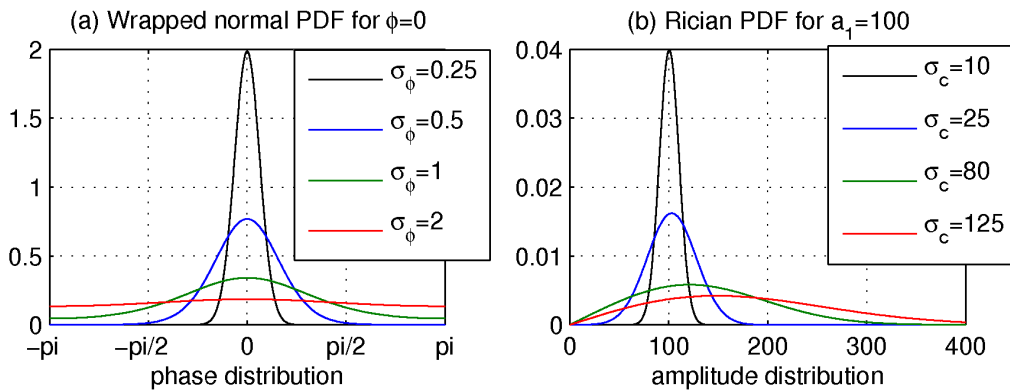 (a) Wrapped normal PDF for ϕ=0
2
1.5
1
0.5
0
−pi
−pi/2
0
pi/2
pi
phase distribution
σϕ=0.25
σϕ=0.5
σϕ=1
σϕ=2
(b) Rician PDF for a1=100
0.04
0.03
0.02
0.01
0
0
100
200
300
400
amplitude distribution
σc=10
σc=25
σc=80
σc=125